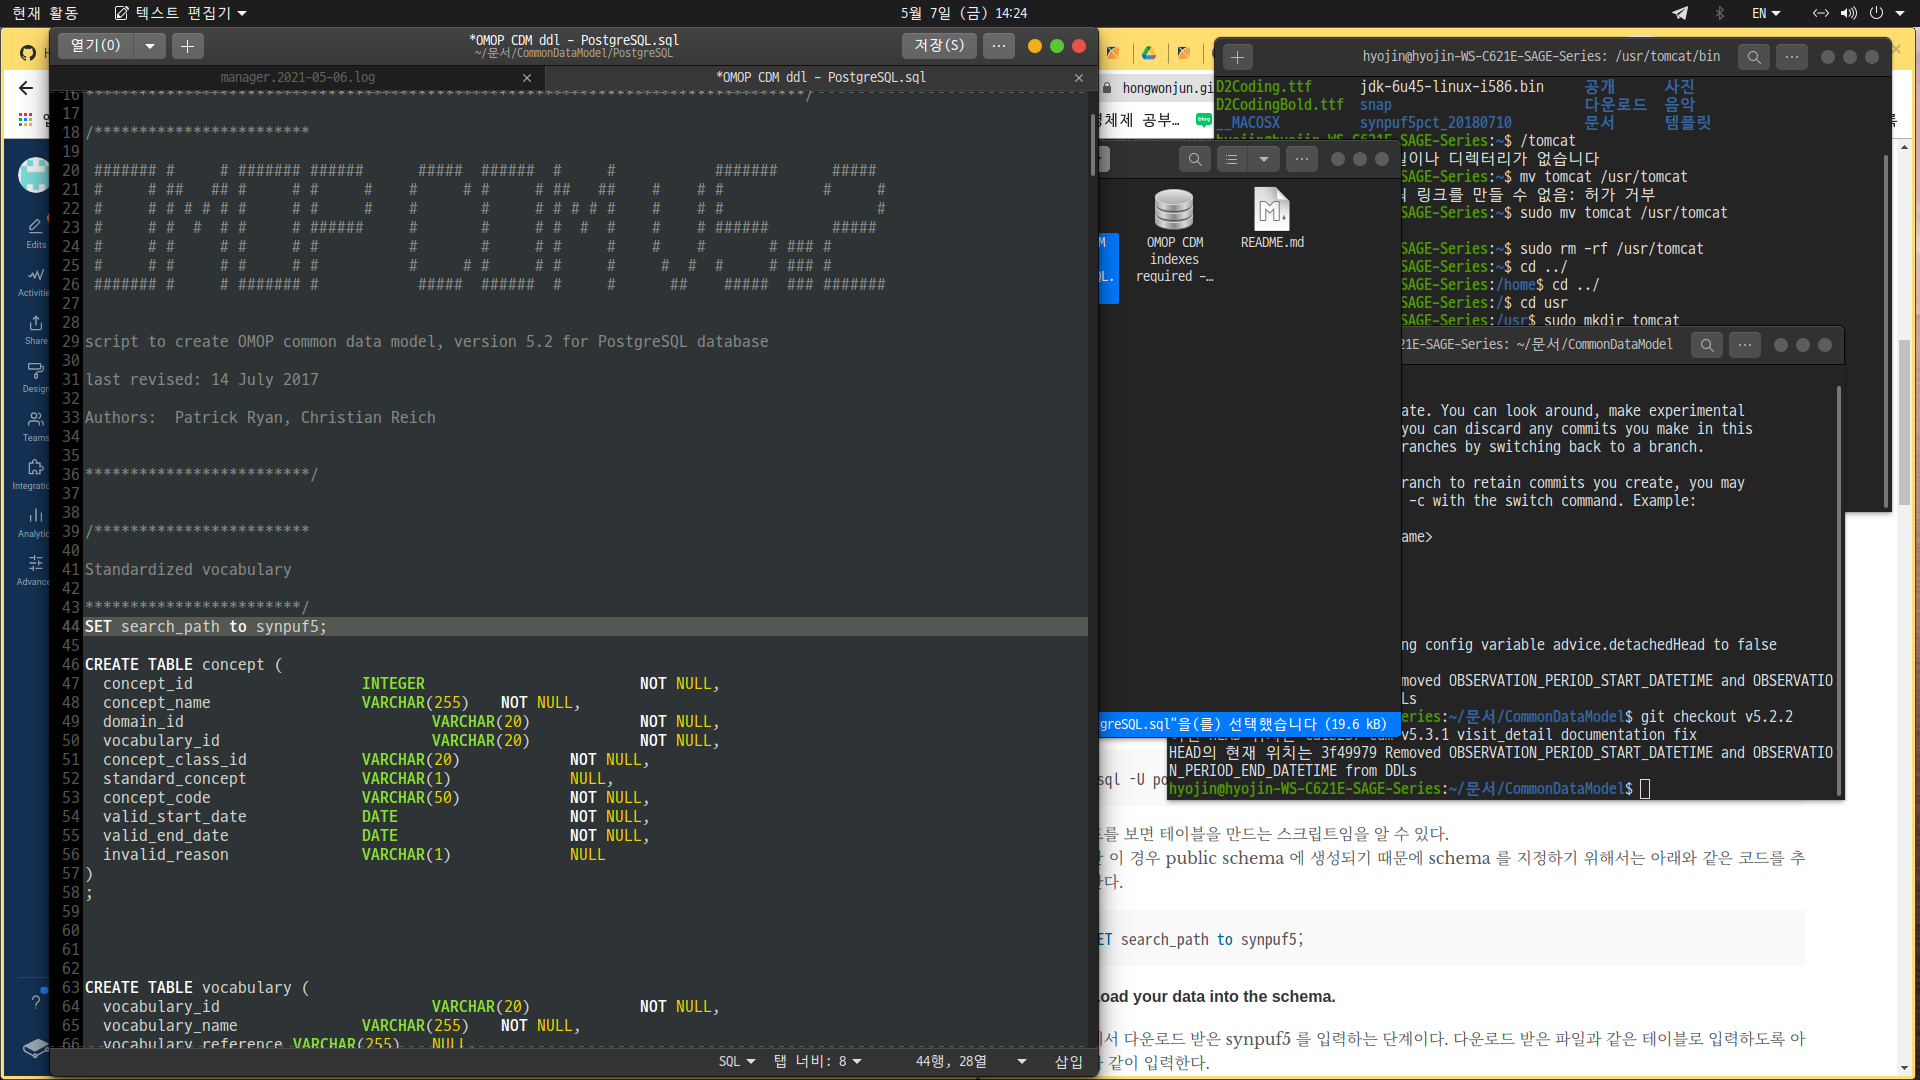 현재 활동
텍스트 편집기
5월 7일 (금) 14:24
EN
열기(O)
*OMOP CDM ddl - PostgreSQL.sql
~/문서/CommonDataModel/PostgreSQL
저장(S)
manager.2021-05-06.log
*OMOP CDM ddl - PostgreSQL.sql
Edits
Share
Teams
16
17
18 /*************************
19
20 ####### #     # ####### ######      #####  ######  #     #           #######      #####
21 #     # ##   ## #     # #     #    #     # #     # ##   ##    #     # #           #     #
22 #     # # # # # #     # #     #    #       #     # # # # #    #     # #                 #
23 #     # #  #  # #     # ######     #       #     # #  #  #    #     # ######       #####
24 #     # #     # #     # #          #       #     # #     #    #    #       # ### #
25 #     # #     # #     # #          #     # #     # #     #     #  #  #     # ### #
26 ####### #     # ####### #           #####  ######  #     #      ##    #####  ### #######
27
28
29 script to create OMOP common data model, version 5.2 for PostgreSQL database
30
31 last revised: 14 July 2017
32
33 Authors:  Patrick Ryan, Christian Reich
34
35
36 *************************/
37
38
39 /*************************
40
41 Standardized vocabulary
42
43 ************************/
44 SET search_path to synpuf5;
45
46 CREATE TABLE concept (
47 concept_id INTEGER NOT NULL,
48 concept_name VARCHAR(255) NOT NULL,
49 domain_id VARCHAR(20) NOT NULL,
50 vocabulary_id VARCHAR(20) NOT NULL,
51 concept_class_id VARCHAR(20) NOT NULL,
52 standard_concept VARCHAR(1) NULL,
53 concept_code VARCHAR(50) NOT NULL,
54 valid_start_date DATE NOT NULL,
55 valid_end_date DATE NOT NULL,
56 invalid_reason VARCHAR(1) NULL
57 )
58 ;
59
60
61
62
63 CREATE TABLE vocabulary (
64 vocabulary_id VARCHAR(20) NOT NULL,
65 vocabulary_name VARCHAR(255) NOT NULL,
66 vocabulary_reference VARCHAR(255) NULL
SQL
탭 너비: 8
44행, 28열
삽입
hongwonjun.gi
경체제 공부…
hyojin@hyojin-WS-C621E-SAGE-Series: /usr/tomcat/bin
D2Coding.ttf jdk-6u45-linux-i586.bin 공개 사진
D2CodingBold.ttf snap 다운로드 음악
__MACOSX synpuf5pct_20180710 문서 템플릿
SAGE-Series:~$ /tomcat
일이나 디렉터리가 없습니다
SAGE-Series:~$ mv tomcat /usr/tomcat
링크를 만들 수 없음: 허가 거부
SAGE-Series:~$ sudo mv tomcat /usr/tomcat
SAGE-Series:~$ sudo rm -rf /usr/tomcat
SAGE-Series:~$ cd ../
SAGE-Series:/home$ cd ../
SAGE-Series:/$ cd usr
SAGE-Series:/usr$ sudo mkdir tomcat
OMOP CDM
indexes
required -…
README.md
greSQL.sql"을(를) 선택했습니다 (19.6 kB)
21E-SAGE-Series: ~/문서/CommonDataModel
ate. You can look around, make experimental
you can discard any commits you make in this
ranches by switching back to a branch.
ranch to retain commits you create, you may
-c with the switch command. Example:
ame>
ng config variable advice.detachedHead to false
moved OBSERVATION_PERIOD_START_DATETIME and OBSERVATIO
Ls
eries:~/문서/CommonDataModel$ git checkout v5.2.2
v5.3.1 visit_detail documentation fix
HEAD의 현재 위치는 3f49979 Removed OBSERVATION_PERIOD_START_DATETIME and OBSERVATIO
N_PERIOD_END_DATETIME from DDLs
hyojin@hyojin-WS-C621E-SAGE-Series:~/문서/CommonDataModel$
sql -U po
를 보면 테이블을 만드는 스크립트임을 알 수 있다.
이 경우 public schema 에 생성되기 때문에 schema 를 지정하기 위해서는 아래와 같은 코드를 추
ET search_path to synpuf5;
Load your data into the schema.
서 다운로드 받은 synpuf5 를 입력하는 단계이다. 다운로드 받은 파일과 같은 테이블로 입력하도록 아
같이 입력한다.